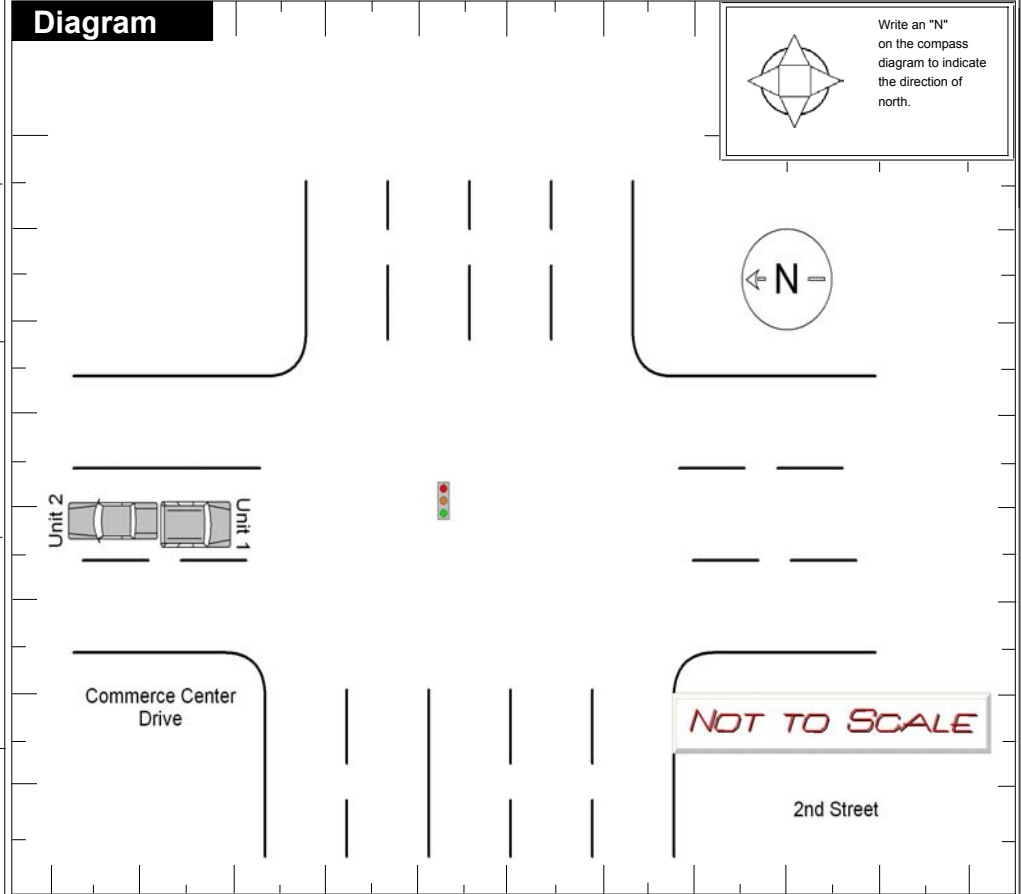 Diagram
Write an "N"
on the compass
diagram to indicate
the direction of
north.
N
Unit 2
Unit 1
Commerce Center
Drive
NOT TO SCALE
2nd Street